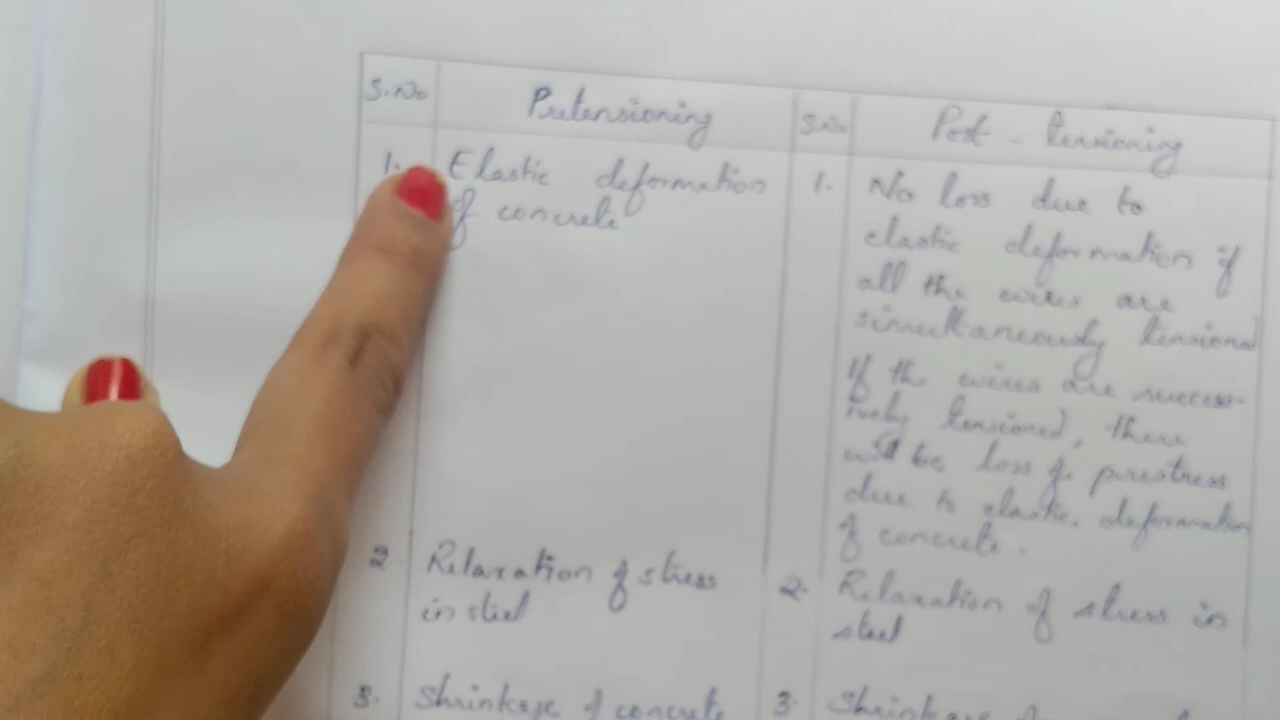 S.No Pretensioning S.No Post - tensioning
1. Elastic deformation
of concrete
1. No loss due to
elastic deformation if
all the wires are
simultaneously tensioned
If the wires are success-
ively tensioned, there
will be loss of prestress
due to elastic deformation
of concrete.
2. Relaxation of stress
in steel
2. Relaxation of stress in
steel
3. Shrinkage of concrete
3. Shrinkage of